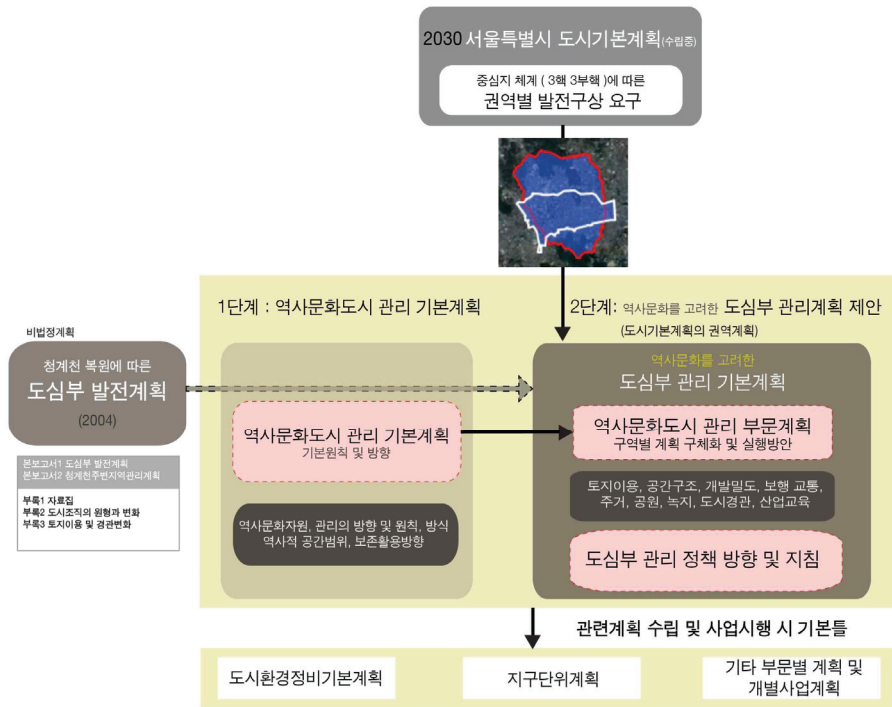 2030 서울특별시 도시기본계획(수립중)
중심지 체계 ( 3핵 3부핵 )에 따른
권역별 발전구상 요구
1단계 : 역사문화도시 관리 기본계획
2단계: 역사문화를 고려한 도심부 관리계획 제안
(도시기본계획의 권역계획)
비법정계획
청계천 복원에 따른
도심부 발전계획
(2004)
본보고서1 도심부 발전계획
본보고서2 청계천주변지역관리계획
부록1 자료집
부록2 도시조직의 원형과 변화
부록3 토지이용 및 경관변화
역사문화도시 관리 기본계획
기본원칙 및 방향
역사문화자원, 관리의 방향 및 원칙, 방식
역사적 공간범위, 보존활용방향
역사문화를 고려한
도심부 관리 기본계획
역사문화도시 관리 부문계획
구역별 계획 구체화 및 실행방안
토지이용, 공간구조, 개발밀도, 보행 교통,
주거, 공원, 녹지, 도시경관, 산업교육
도심부 관리 정책 방향 및 지침
관련계획 수립 및 사업시행 시 기본틀
도시환경정비기본계획
지구단위계획
기타 부문별 계획 및
개별사업계획